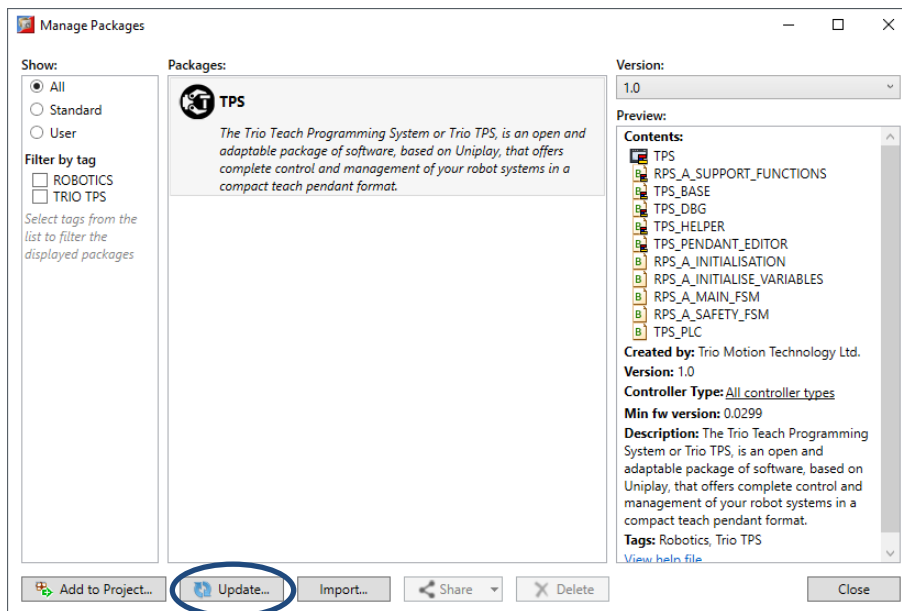 Manage Packages
Show:
All
Standard
User
Filter by tag
ROBOTICS
TRIO TPS
Select tags from the
list to filter the
displayed packages
Packages:
TPS
The Trio Teach Programming System or Trio TPS, is an open and
adaptable package of software, based on Uniplay, that offers
complete control and management of your robot systems in a
compact teach pendant format.
Version:
1.0
Preview:
Contents:
TPS
RPS_A_SUPPORT_FUNCTIONS
TPS_BASE
TPS_DBG
TPS_HELPER
TPS_PENDANT_EDITOR
RPS_A_INITIALISATION
RPS_A_INITIALISE_VARIABLES
RPS_A_MAIN_FSM
RPS_A_SAFETY_FSM
TPS_PLC
Created by: Trio Motion Technology Ltd.
Version: 1.0
Controller Type: All controller types
Min fw version: 0.0299
Description: The Trio Teach Programming
System or Trio TPS, is an open and
adaptable package of software, based on
Uniplay, that offers complete control and
management of your robot systems in a
compact teach pendant format.
Tags: Robotics, Trio TPS
View help file
Add to Project...
Update...
Import...
Share
Delete
Close